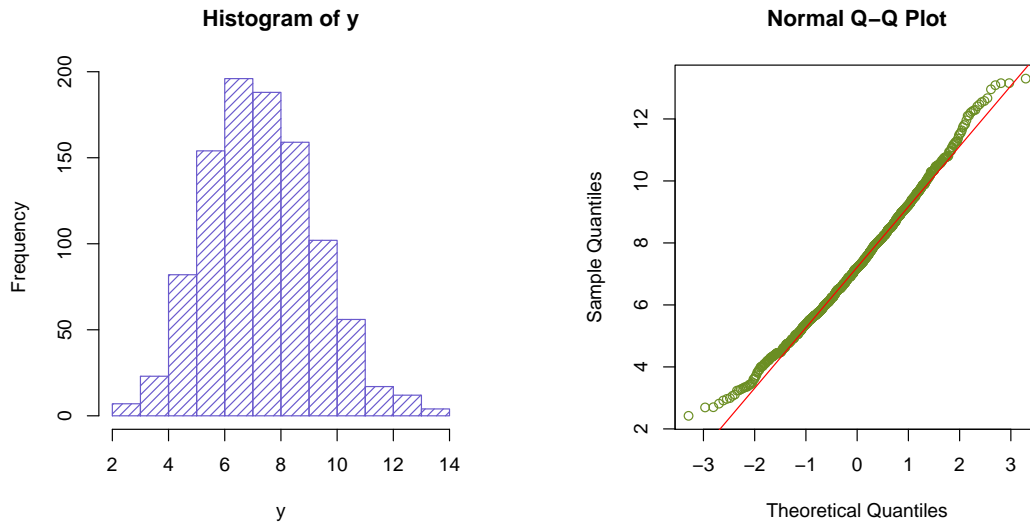 Histogram of y
Frequency
200
150
100
50
0
2 4 6 8 10 12 14
y
Normal Q−Q Plot
Sample Quantiles
12
10
8
6
4
2
−3 −2 −1 0 1 2 3
Theoretical Quantiles